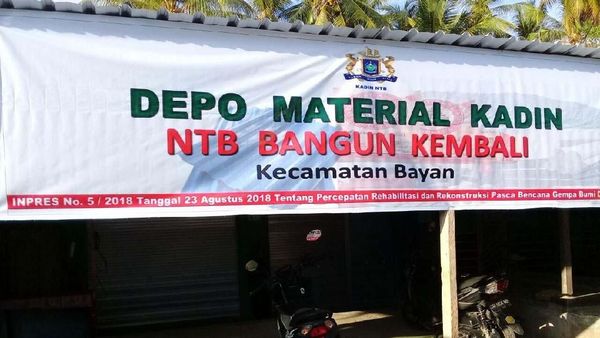 KADIN NTB
DEPO MATERIAL KADIN
NTB BANGUN KEMBALI
Kecamatan Bayan
INPRES No. 5 / 2018 Tanggal 23 Agustus 2018 Tentang Percepatan Rehabilitasi dan Rekonstruksi Pasca Bencana Gempa Bumi D